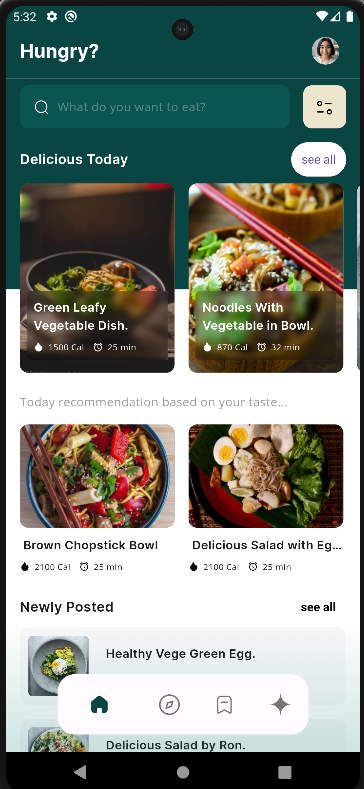 5:32
Hungry?
What do you want to eat?
Delicious Today
see all
Green Leafy
Vegetable Dish.
1500 Cal 25 min
Noodles With
Vegetable in Bowl.
870 Cal 32 min
Today recommendation based on your taste...
Brown Chopstick Bowl
2100 Cal 25 min
Delicious Salad with Eg...
2100 Cal 25 min
Newly Posted
see all
Healthy Vege Green Egg.
Delicious Salad by Ron.